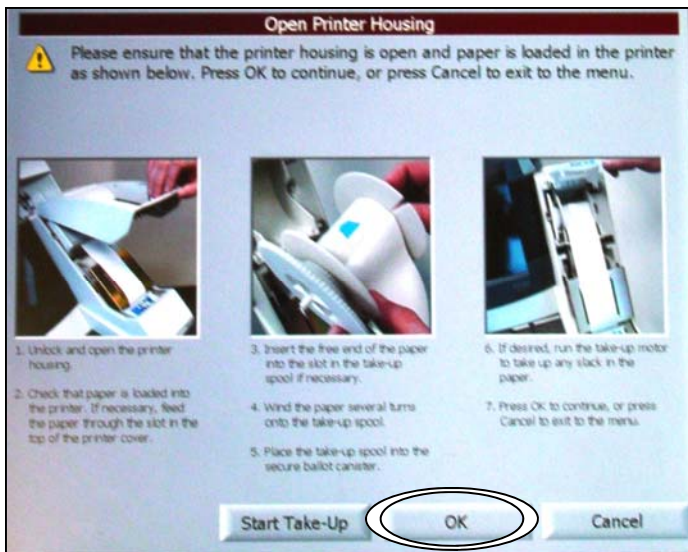 Open Printer Housing
Please ensure that the printer housing is open and paper is loaded in the printer
as shown below. Press OK to continue, or press Cancel to exit to the menu.
1. Unlock and open the printer
housing.
2. Check that paper is loaded into
the printer. If necessary, feed
the paper through the slot in the
top of the printer cover.
3. Insert the free end of the paper
into the slot in the take-up
spool if necessary.
4. Wind the paper several turns
onto the take-up spool.
5. Place the take-up spool into the
secure ballot canister.
6. If desired, run the take-up motor
to take up any slack in the
paper.
7. Press OK to continue, or press
Cancel to exit to the menu.
Start Take-Up
OK
Cancel